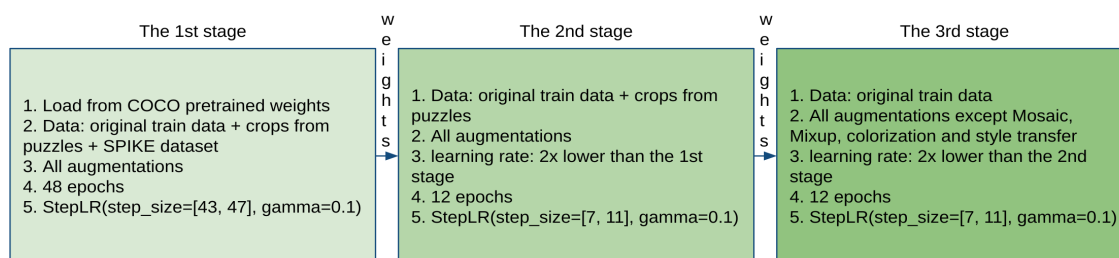 The 1st stage
1. Load from COCO pretrained weights
2. Data: original train data + crops from
puzzles + SPIKE dataset
3. All augmentations
4. 48 epochs
5. StepLR(step_size=[43, 47], gamma=0.1)
weights
The 2nd stage
1. Data: original train data + crops from
puzzles
2. All augmentations
3. learning rate: 2x lower than the 1st
stage
4. 12 epochs
5. StepLR(step_size=[7, 11], gamma=0.1)
weights
The 3rd stage
1. Data: original train data
2. All augmentations except Mosaic,
Mixup, colorization and style transfer
3. learning rate: 2x lower than the 2nd
stage
4. 12 epochs
5. StepLR(step_size=[7, 11], gamma=0.1)